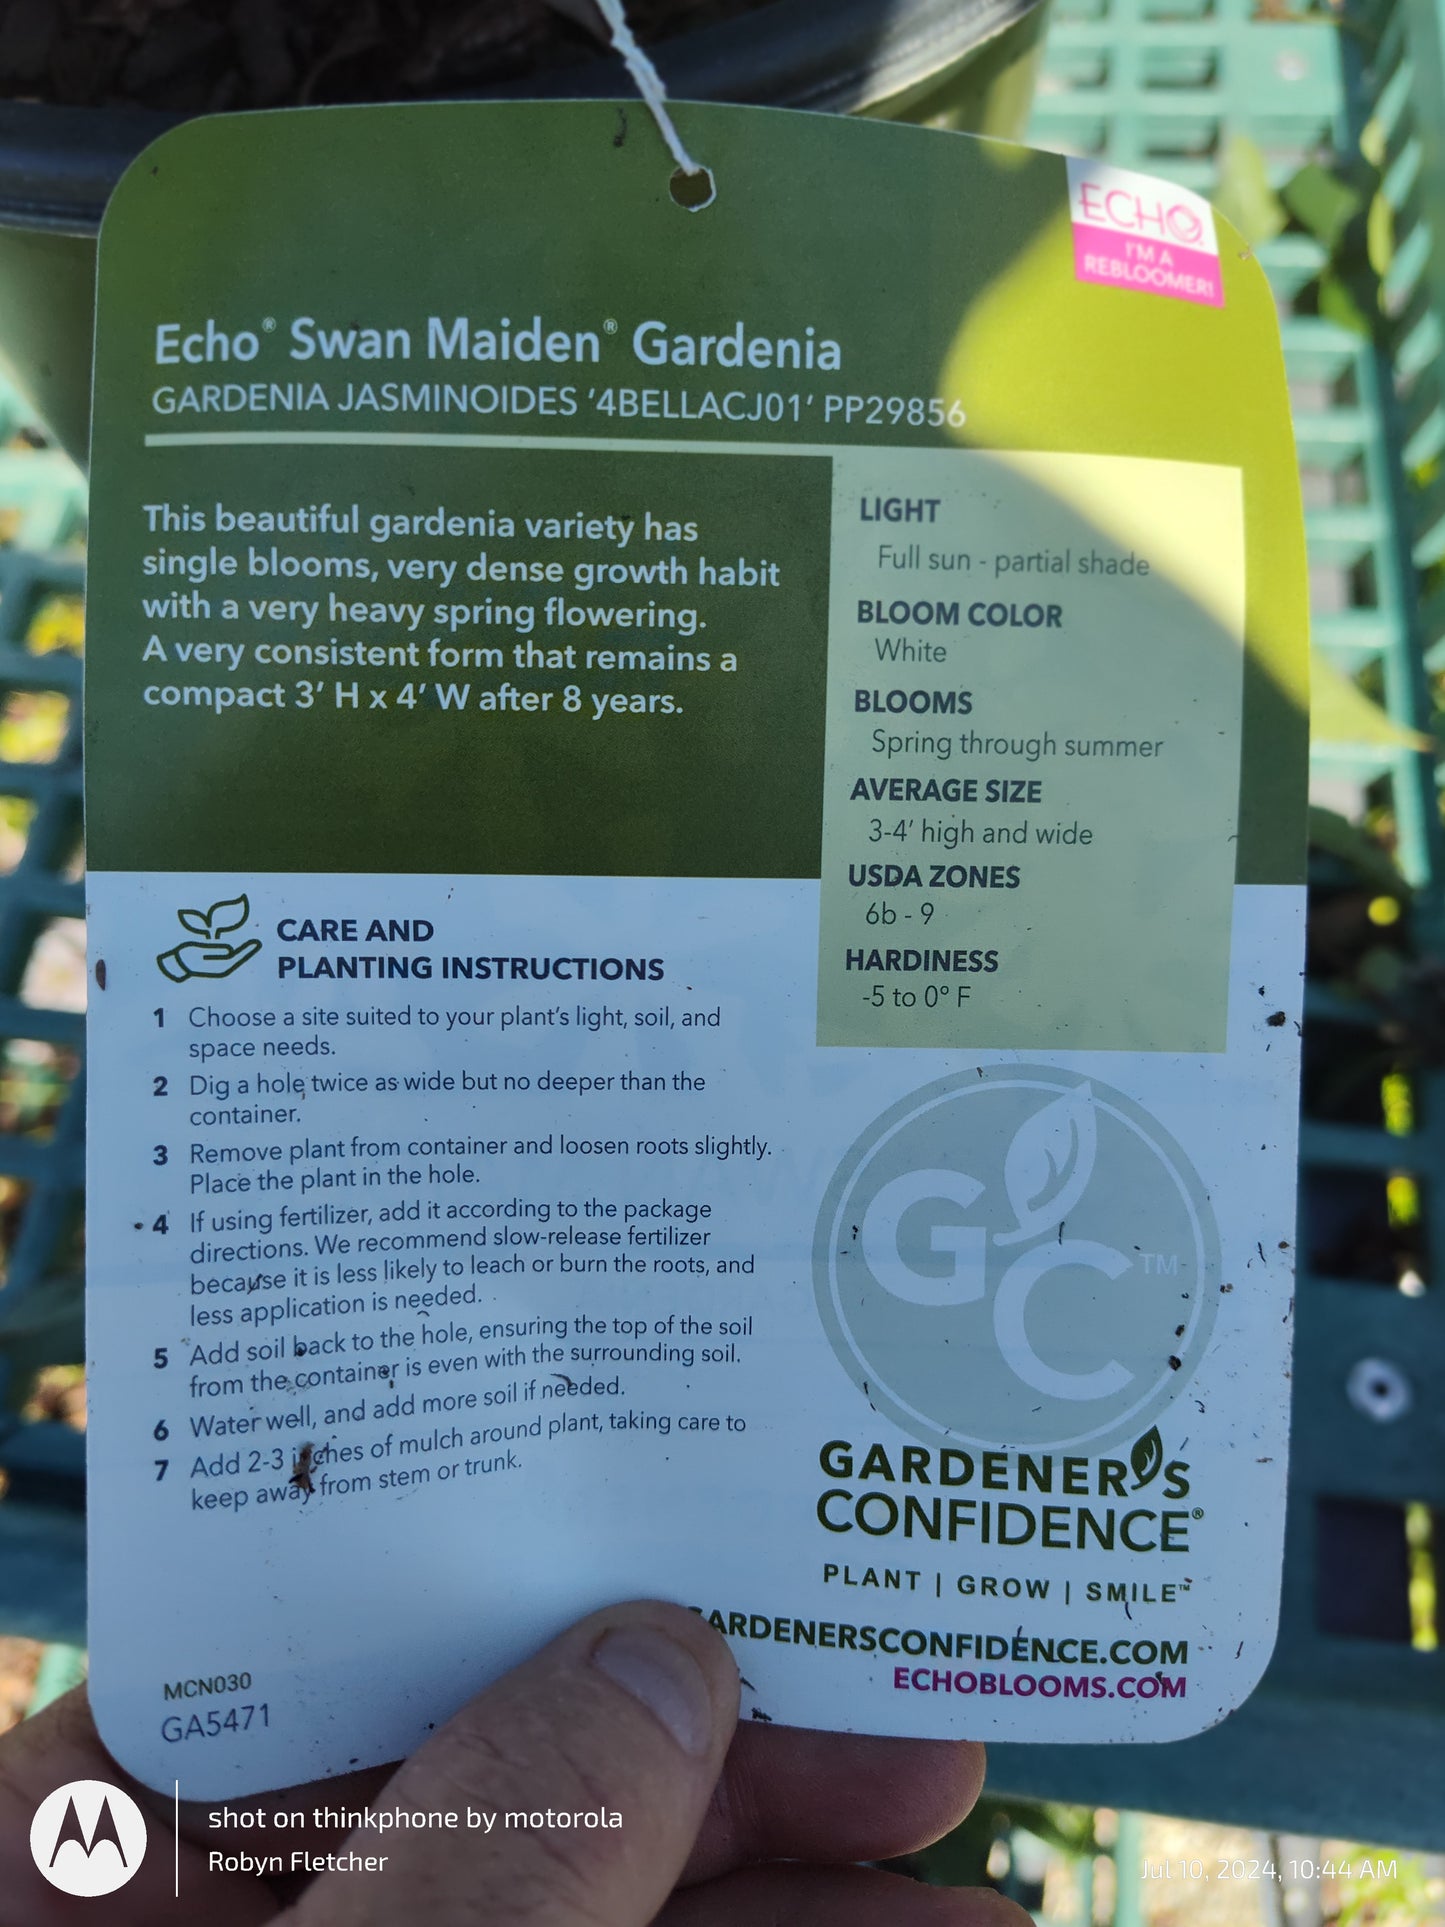 ECHO
I'M A
REBLOOMER!
Echo® Swan Maiden® Gardenia
GARDENIA JASMINOIDES '4BELLACJ01' PP29856
This beautiful gardenia variety has
single blooms, very dense growth habit
with a very heavy spring flowering.
A very consistent form that remains a
compact 3' H x 4' W after 8 years.
LIGHT
Full sun - partial shade
BLOOM COLOR
White
BLOOMS
Spring through summer
AVERAGE SIZE
3-4' high and wide
USDA ZONES
6b - 9
HARDINESS
-5 to 0° F
CARE AND
PLANTING INSTRUCTIONS
1 Choose a site suited to your plant's light, soil, and
space needs.
2 Dig a hole twice as wide but no deeper than the
container.
3 Remove plant from container and loosen roots slightly.
Place the plant in the hole.
4 If using fertilizer, add it according to the package
directions. We recommend slow-release fertilizer
because it is less likely to leach or burn the roots, and
less application is needed.
5 Add soil back to the hole, ensuring the top of the soil
from the container is even with the surrounding soil.
6 Water well, and add more soil if needed.
7 Add 2-3 inches of mulch around plant, taking care to
keep away from stem or trunk.
GC™
GARDENER'S
CONFIDENCE®
PLANT | GROW | SMILE™
GARDENERSCONFIDENCE.COM
ECHOBLOOMS.COM
MCN030
GA5471
shot on thinkphone by motorola
Robyn Fletcher
Jul 10, 2024, 10:44 AM